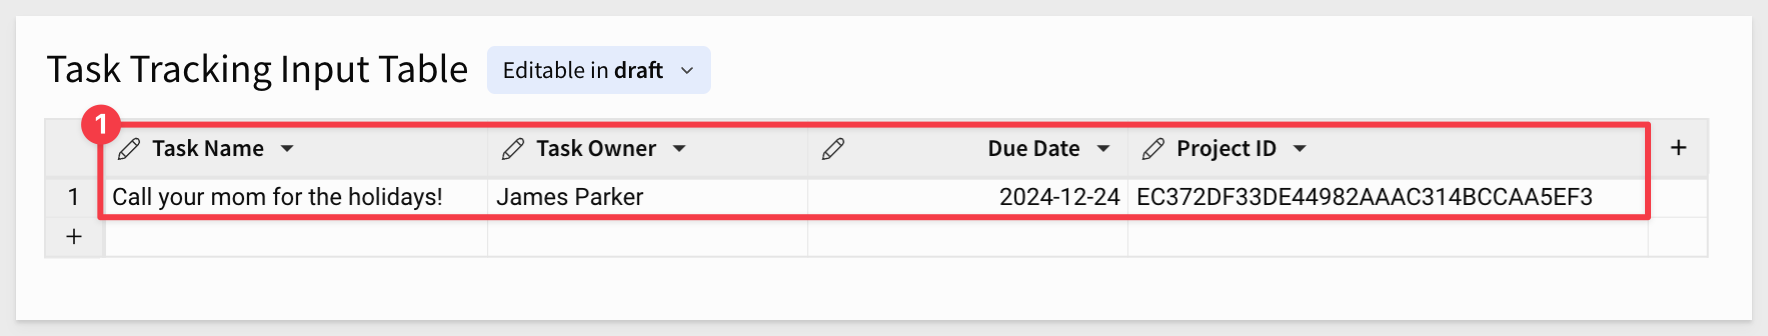 Task Tracking Input Table Editable in draft
1
Task Name Task Owner Due Date Project ID +
1 Call your mom for the holidays! James Parker 2024-12-24 EC372DF33DE44982AAAC314BCCAA5EF3
+